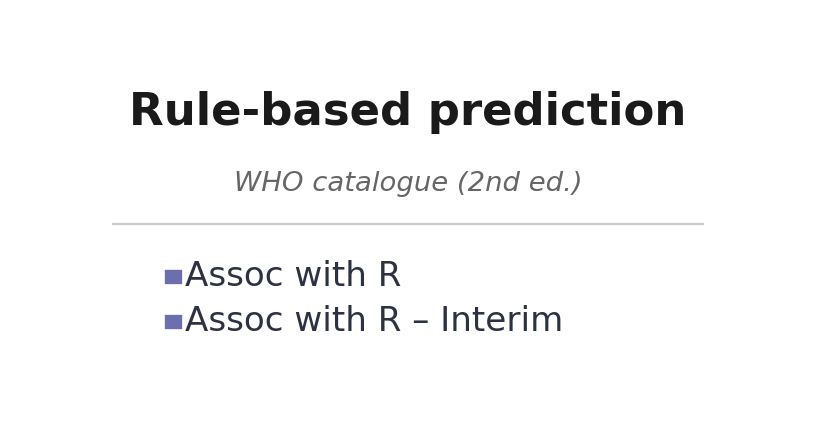 Rule-based prediction
WHO catalogue (2nd ed.)
Assoc with R
Assoc with R – Interim